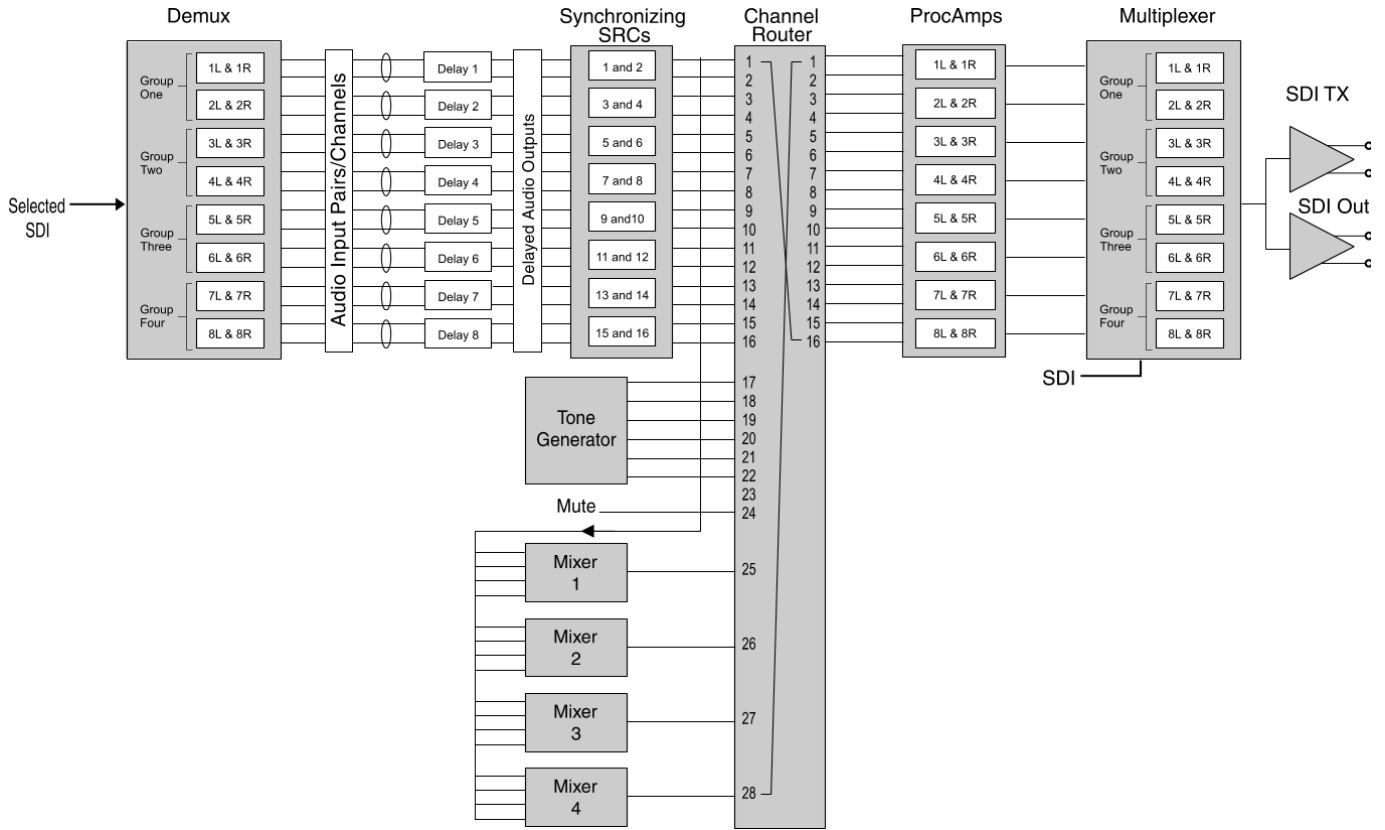 Demux
Synchronizing
SRCs
Channel
Router
ProcAmps
Multiplexer
Selected
SDI
Group
One
1L & 1R
2L & 2R
Group
Two
3L & 3R
4L & 4R
Group
Three
5L & 5R
6L & 6R
Group
Four
7L & 7R
8L & 8R
Audio Input Pairs/Channels
Delay 1
Delay 2
Delay 3
Delay 4
Delay 5
Delay 6
Delay 7
Delay 8
Delayed Audio Outputs
1 and 2
3 and 4
5 and 6
7 and 8
9 and10
11 and 12
13 and 14
15 and 16
Tone
Generator
Mute
Mixer
1
Mixer
2
Mixer
3
Mixer
4
1
2
3
4
5
6
7
8
9
10
11
12
13
14
15
16
17
18
19
20
21
22
23
24
25
26
27
28
1
2
3
4
5
6
7
8
9
10
11
12
13
14
15
16
1L & 1R
2L & 2R
3L & 3R
4L & 4R
5L & 5R
6L & 6R
7L & 7R
8L & 8R
Group
One
1L & 1R
2L & 2R
Group
Two
3L & 3R
4L & 4R
Group
Three
5L & 5R
6L & 6R
Group
Four
7L & 7R
8L & 8R
SDI
SDI TX
SDI Out